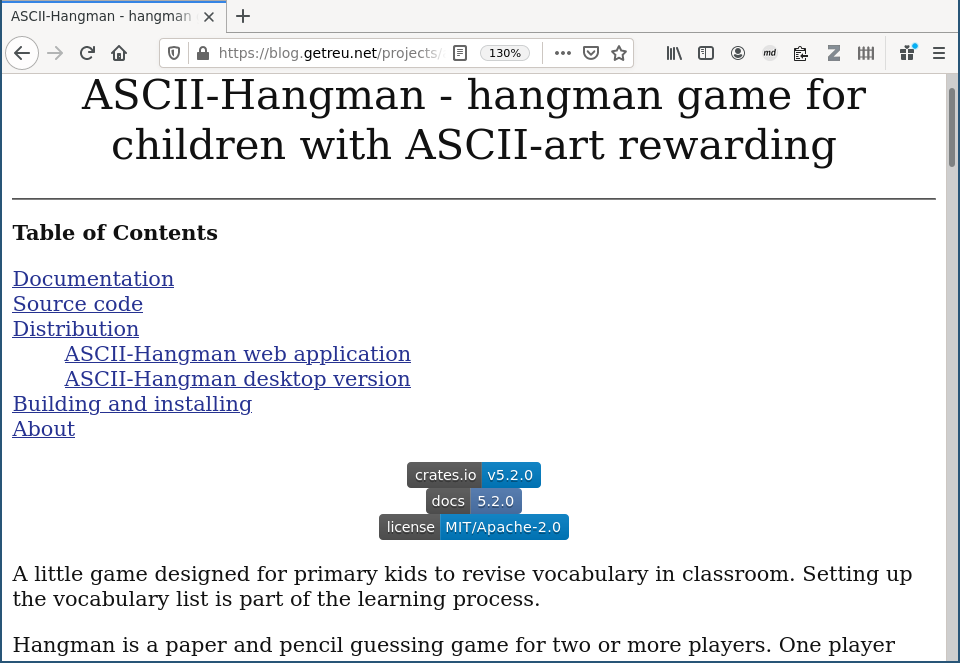 ASCII-Hangman - hangman
https://blog.getreu.net/projects/
130%
md
Z
ASCII-Hangman - hangman game for
children with ASCII-art rewarding
Table of Contents
Documentation
Source code
Distribution
ASCII-Hangman web application
ASCII-Hangman desktop version
Building and installing
About
crates.io v5.2.0
docs 5.2.0
license MIT/Apache-2.0
A little game designed for primary kids to revise vocabulary in classroom. Setting up
the vocabulary list is part of the learning process.
Hangman is a paper and pencil guessing game for two or more players. One player